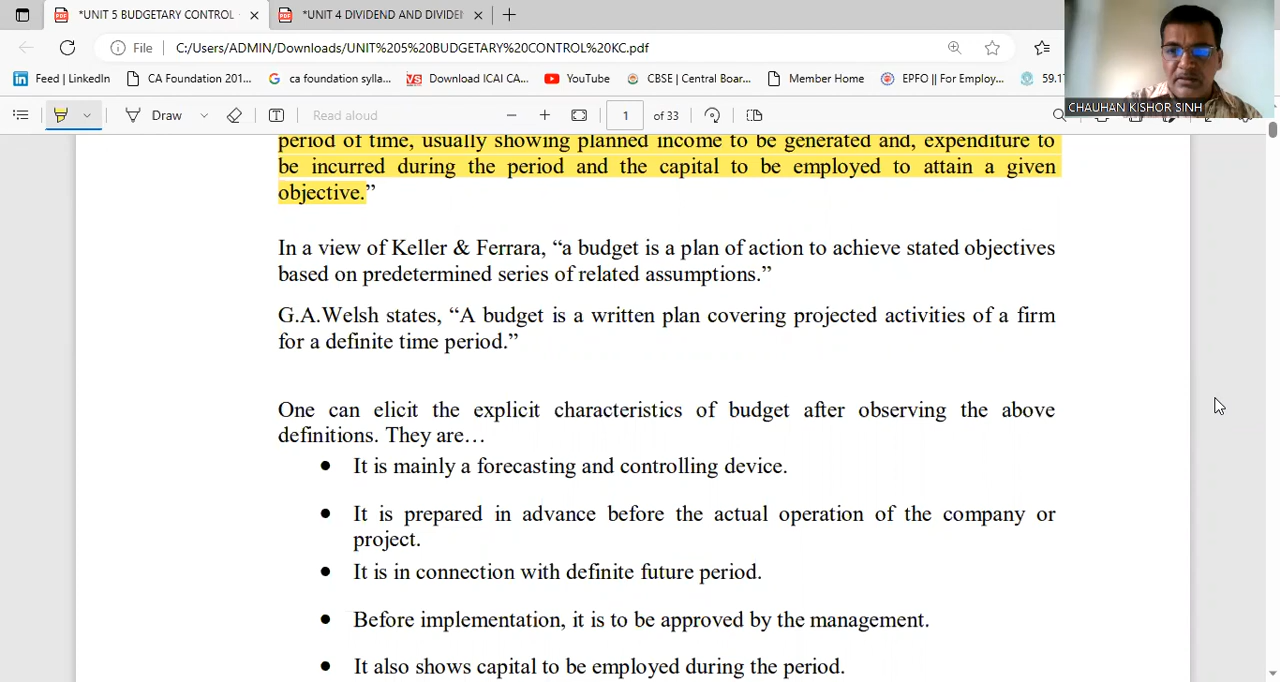 *UNIT 5 BUDGETARY CONTROL
*UNIT 4 DIVIDEND AND DIVIDEN
File C:/Users/ADMIN/Downloads/UNIT%205%20BUDGETARY%20CONTROL%20KC.pdf
Feed | LinkedIn CA Foundation 201... ca foundation sylla... Download ICAI CA... YouTube CBSE | Central Boar... Member Home EPFO || For Employ... 59.17
CHAUHAN KISHOR SINH
Draw Read aloud 1 of 33
period of time, usually showing planned income to be generated and, expenditure to
be incurred during the period and the capital to be employed to attain a given
objective.”
In a view of Keller & Ferrara, “a budget is a plan of action to achieve stated objectives
based on predetermined series of related assumptions.”
G.A.Welsh states, “A budget is a written plan covering projected activities of a firm
for a definite time period.”
One can elicit the explicit characteristics of budget after observing the above
definitions. They are…
● It is mainly a forecasting and controlling device.
● It is prepared in advance before the actual operation of the company or
project.
● It is in connection with definite future period.
● Before implementation, it is to be approved by the management.
● It also shows capital to be employed during the period.